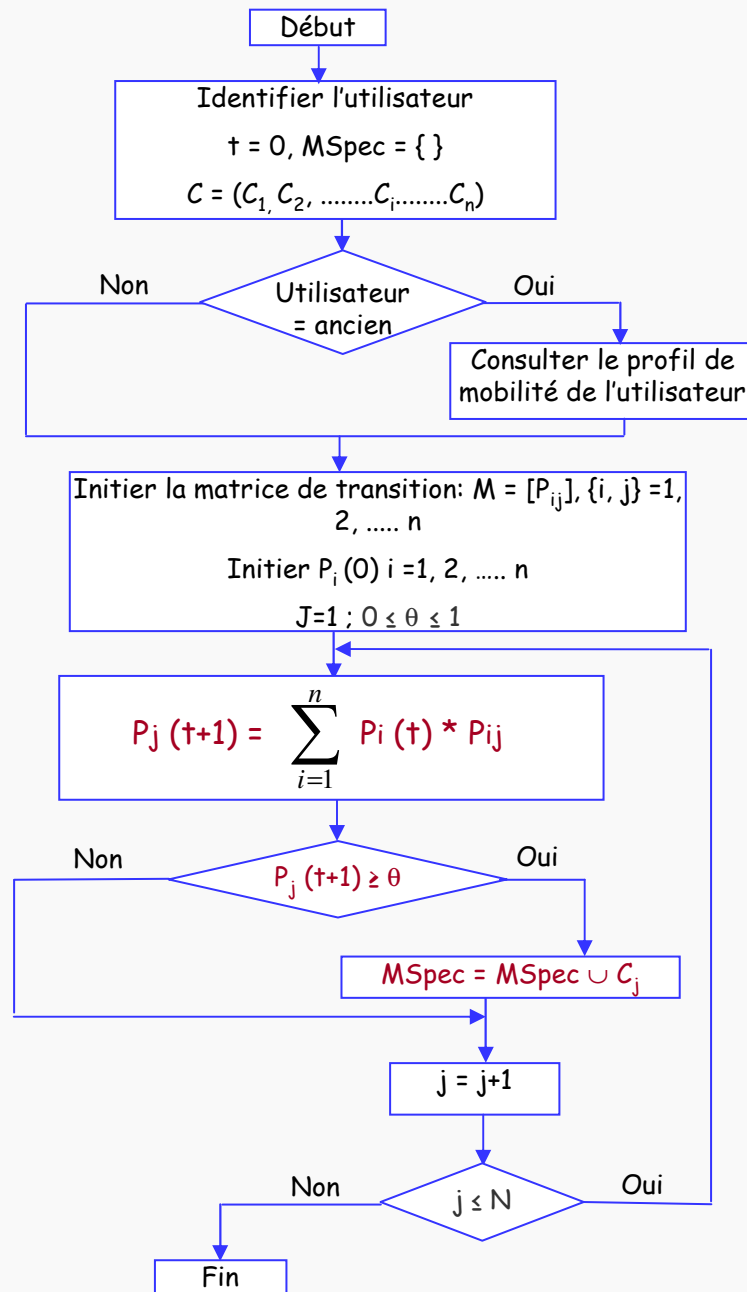 Début
Identifier l'utilisateur
t = 0, MSpec = { }
C = (C₁, C₂, ........Cᵢ........Cₙ)
Non
Oui
Utilisateur
= ancien
Consulter le profil de
mobilité de l'utilisateur
Initier la matrice de transition: M = [Pᵢⱼ], {i, j} =1,
2, ..... n
Initier Pᵢ (0) i =1, 2, ..... n
J=1 ; 0 ≤ θ ≤ 1
Pj (t+1) = ∑ⁿᵢ₌₁ Pi (t) * Pij
Non
Oui
Pⱼ (t+1) ≥ θ
MSpec = MSpec ∪ Cⱼ
j = j+1
Non
Oui
j ≤ N
Fin